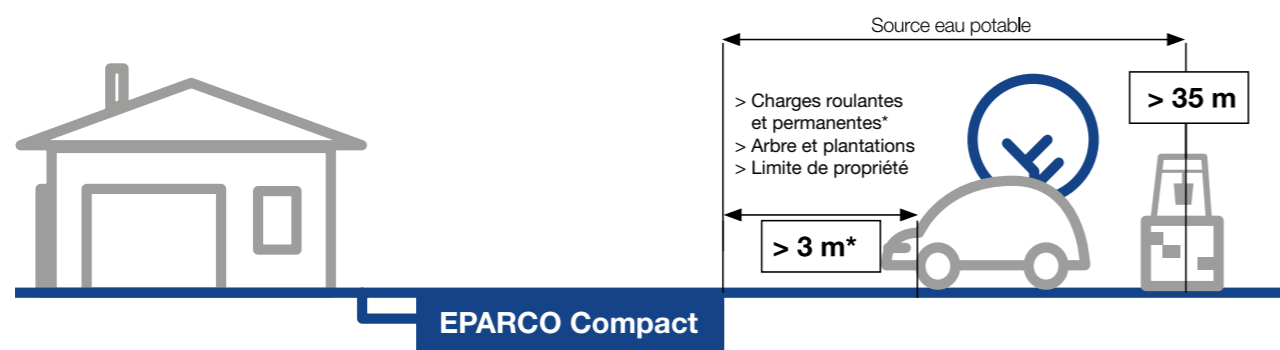 Source eau potable
> Charges roulantes
et permanentes*
> Arbre et plantations
> Limite de propriété
> 35 m
> 3 m*
EPARCO Compact